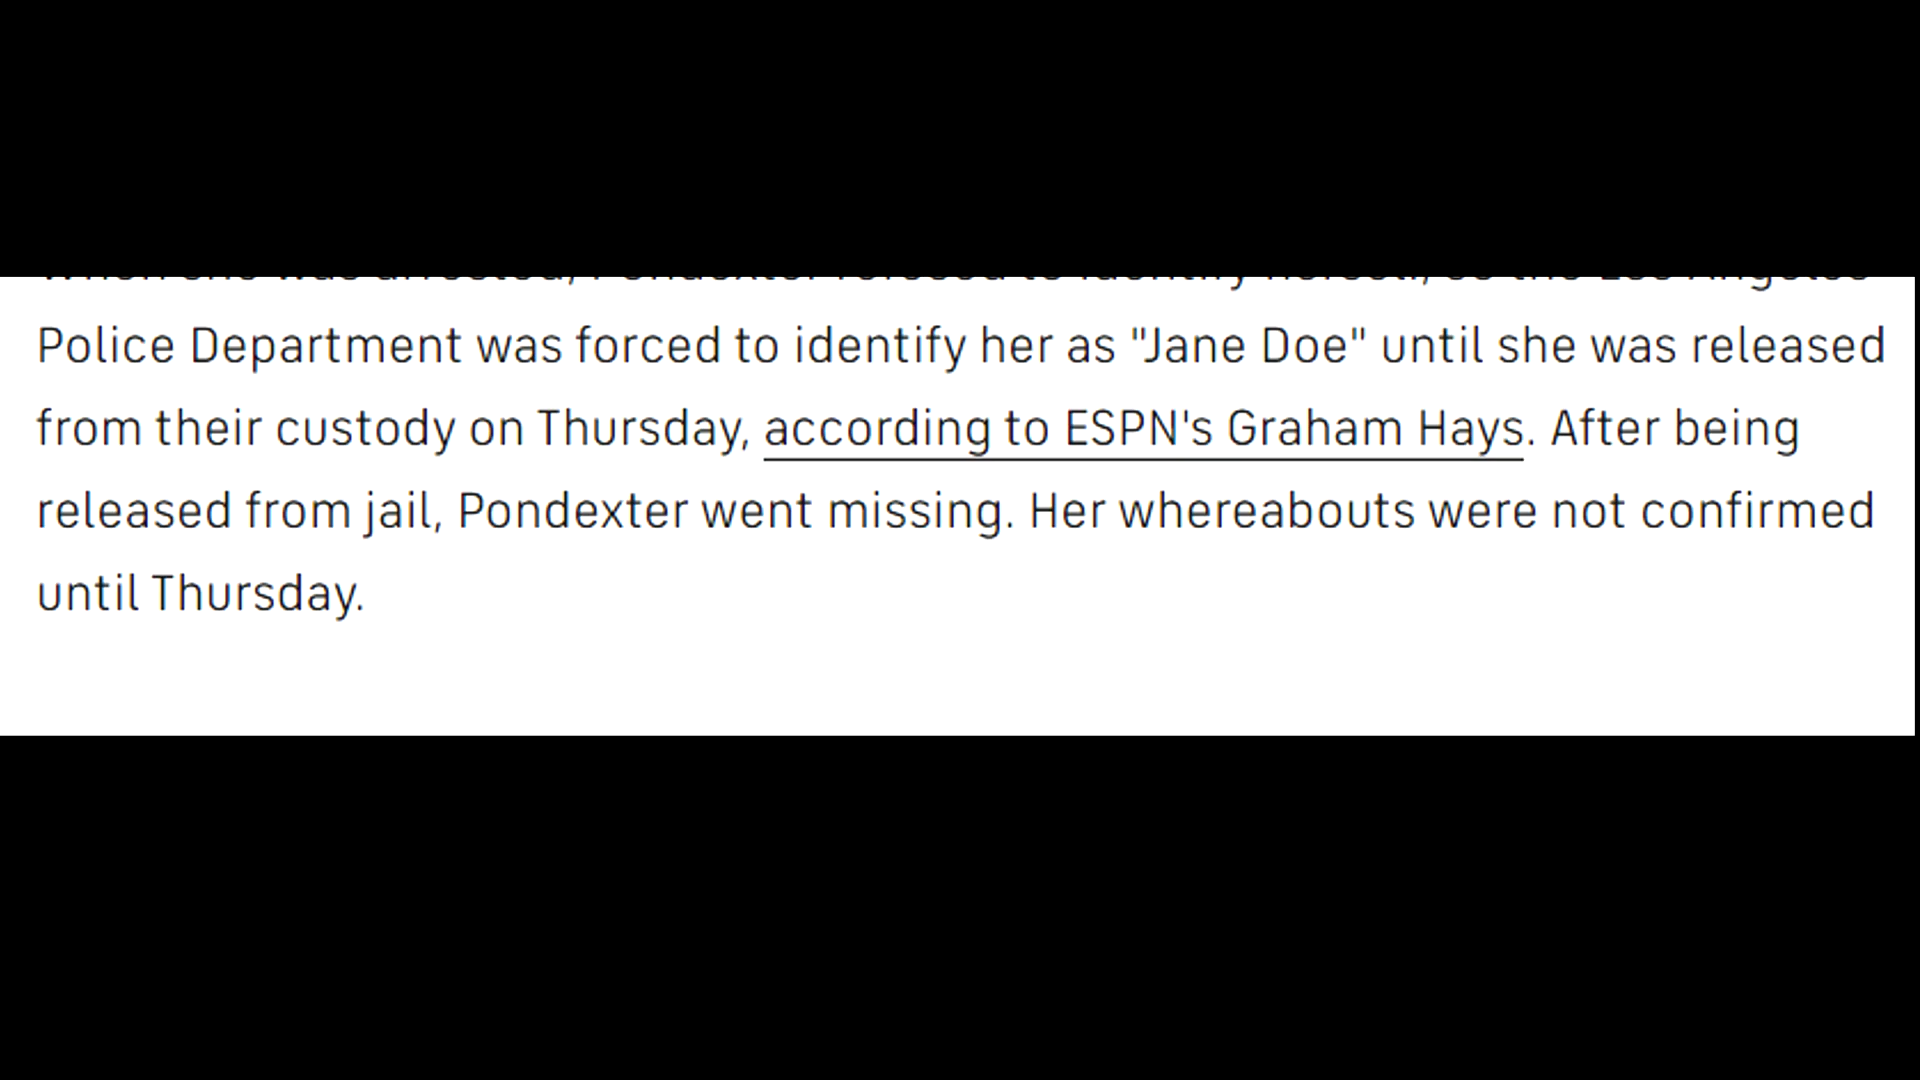 Police Department was forced to identify her as "Jane Doe" until she was released
from their custody on Thursday, according to ESPN's Graham Hays. After being
released from jail, Pondexter went missing. Her whereabouts were not confirmed
until Thursday.